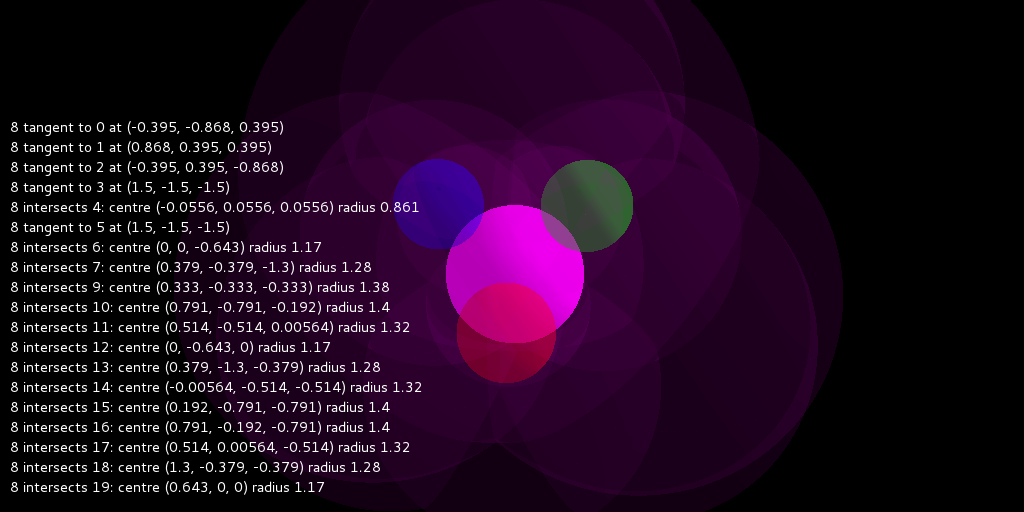 8 tangent to 0 at (-0.395, -0.868, 0.395)
8 tangent to 1 at (0.868, 0.395, 0.395)
8 tangent to 2 at (-0.395, 0.395, -0.868)
8 tangent to 3 at (1.5, -1.5, -1.5)
8 intersects 4: centre (-0.0556, 0.0556, 0.0556) radius 0.861
8 tangent to 5 at (1.5, -1.5, -1.5)
8 intersects 6: centre (0, 0, -0.643) radius 1.17
8 intersects 7: centre (0.379, -0.379, -1.3) radius 1.28
8 intersects 9: centre (0.333, -0.333, -0.333) radius 1.38
8 intersects 10: centre (0.791, -0.791, -0.192) radius 1.4
8 intersects 11: centre (0.514, -0.514, 0.00564) radius 1.32
8 intersects 12: centre (0, -0.643, 0) radius 1.17
8 intersects 13: centre (0.379, -1.3, -0.379) radius 1.28
8 intersects 14: centre (-0.00564, -0.514, -0.514) radius 1.32
8 intersects 15: centre (0.192, -0.791, -0.791) radius 1.4
8 intersects 16: centre (0.791, -0.192, -0.791) radius 1.4
8 intersects 17: centre (0.514, 0.00564, -0.514) radius 1.32
8 intersects 18: centre (1.3, -0.379, -0.379) radius 1.28
8 intersects 19: centre (0.643, 0, 0) radius 1.17